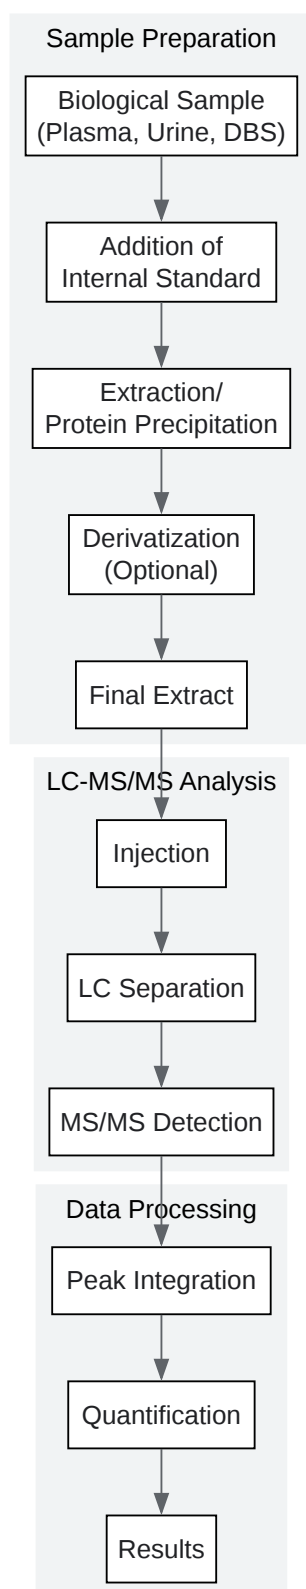 Sample Preparation
Biological Sample
(Plasma, Urine, DBS)
Addition of
Internal Standard
Extraction/
Protein Precipitation
Derivatization
(Optional)
Final Extract
LC-MS/MS Analysis
Injection
LC Separation
MS/MS Detection
Data Processing
Peak Integration
Quantification
Results